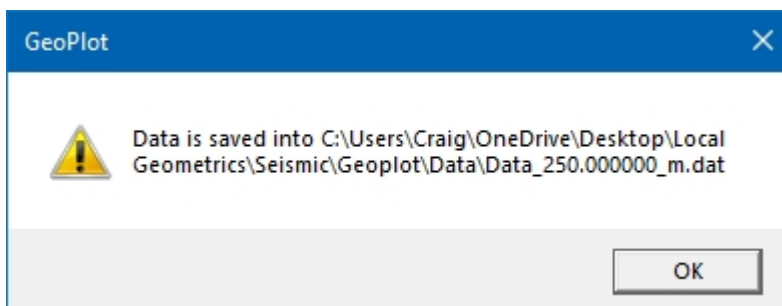 GeoPlot
Data is saved into C:\Users\Craig\OneDrive\Desktop\Local
Geometrics\Seismic\Geoplot\Data\Data_250.000000_m.dat
OK